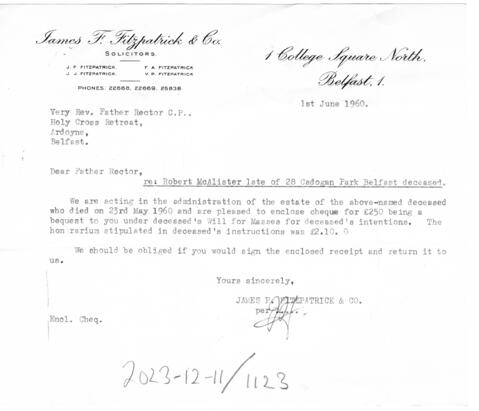 James F. Fitzpatrick & Co.
SOLICITORS.
J. F. FITZPATRICK. F. A. FITZPATRICK
J. J. FITZPATRICK. V. P. FITZPATRICK
PHONES. 22668, 22669, 25838
1 College Square North,
Belfast, 1.
1st June 1960.
Very Rev. Father Rector C.P.,
Holy Cross Retreat,
Ardoyne,
Belfast.
Dear Father Rector,
re: Robert McAlister late of 28 Cadogan Park Belfast deceased.
We are acting in the administration of the estate of the above-named deceased
who died on 23rd May 1960 and are pleased to enclose cheque for £250 being a
bequest to you under deceased's Will for Masses for deceased's intentions. The
hon rarium stipulated in deceased's instructions was £2.10. 0
We should be obliged if you would sign the enclosed receipt and return it to
us.
Yours sincerely,
JAMES F. FITZPATRICK & CO.
per
Encl. Cheq.
2023-12-11/1123